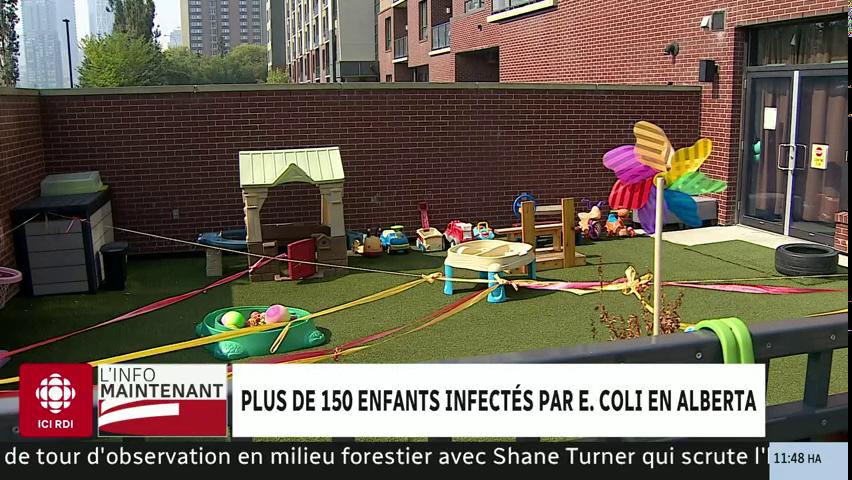 L'INFO
MAINTENANT
ICI RDI
PLUS DE 150 ENFANTS INFECTÉS PAR E. COLI EN ALBERTA
de tour d'observation en milieu forestier avec Shane Turner qui scrute l'
11:48 HA